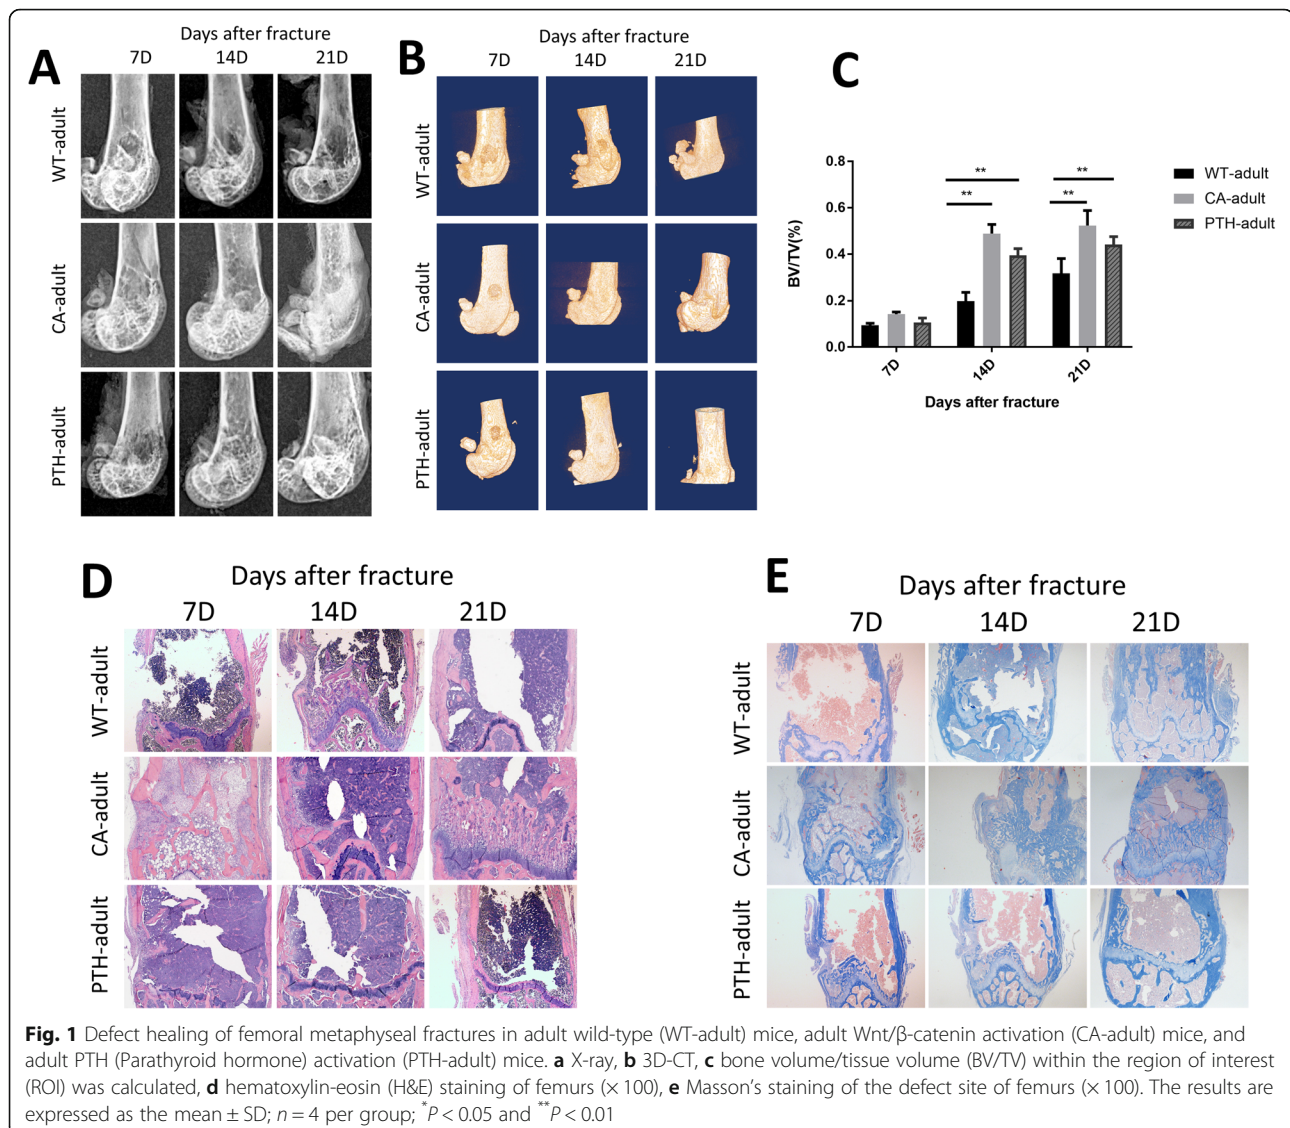 A
Days after fracture
7D 14D 21D
WT-adult
CA-adult
PTH-adult
B
Days after fracture
7D 14D 21D
WT-adult
CA-adult
PTH-adult
C
BV/TV(%)
0.8
0.6
0.4
0.2
0.0
** **
** **
7D 14D 21D
Days after fracture
WT-adult
CA-adult
PTH-adult
D
Days after fracture
7D 14D 21D
WT-adult
CA-adult
PTH-adult
E
Days after fracture
7D 14D 21D
WT-adult
CA-adult
PTH-adult
Fig. 1 Defect healing of femoral metaphyseal fractures in adult wild-type (WT-adult) mice, adult Wnt/β-catenin activation (CA-adult) mice, and
adult PTH (Parathyroid hormone) activation (PTH-adult) mice. a X-ray, b 3D-CT, c bone volume/tissue volume (BV/TV) within the region of interest
(ROI) was calculated, d hematoxylin-eosin (H&E) staining of femurs (× 100), e Masson's staining of the defect site of femurs (× 100). The results are
expressed as the mean ± SD; n = 4 per group; *P < 0.05 and **P < 0.01